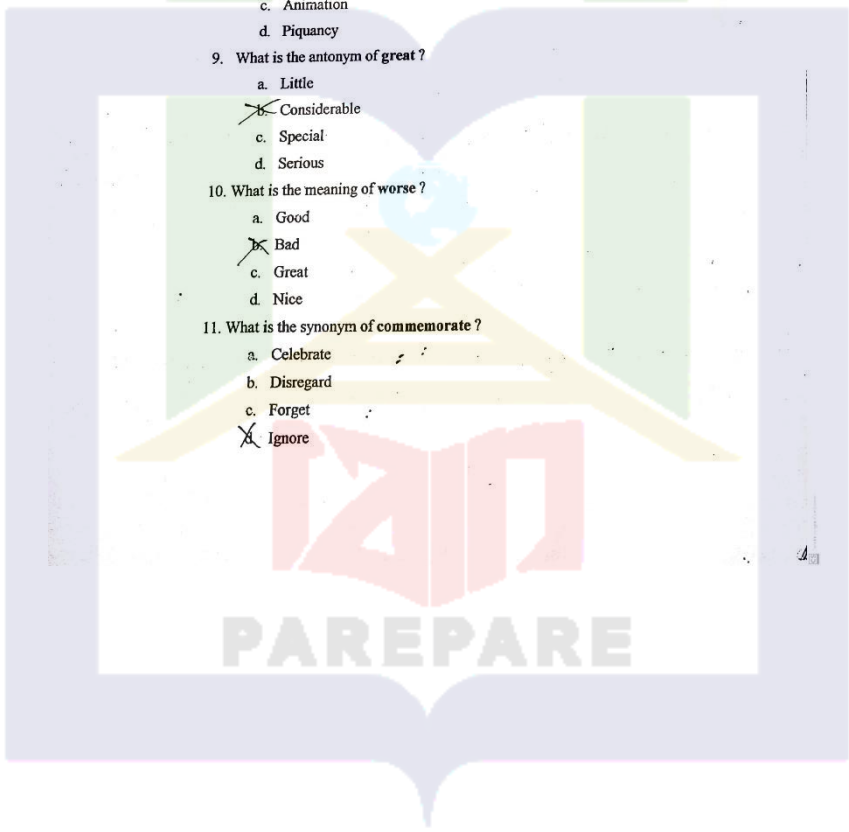 c. Animation
d. Piquancy
9. What is the antonym of great ?
a. Little
b. Considerable
c. Special
d. Serious
10. What is the meaning of worse ?
a. Good
b. Bad
c. Great
d. Nice
11. What is the synonym of commemorate ?
a. Celebrate
b. Disregard
c. Forget
d. Ignore
PAREPARE